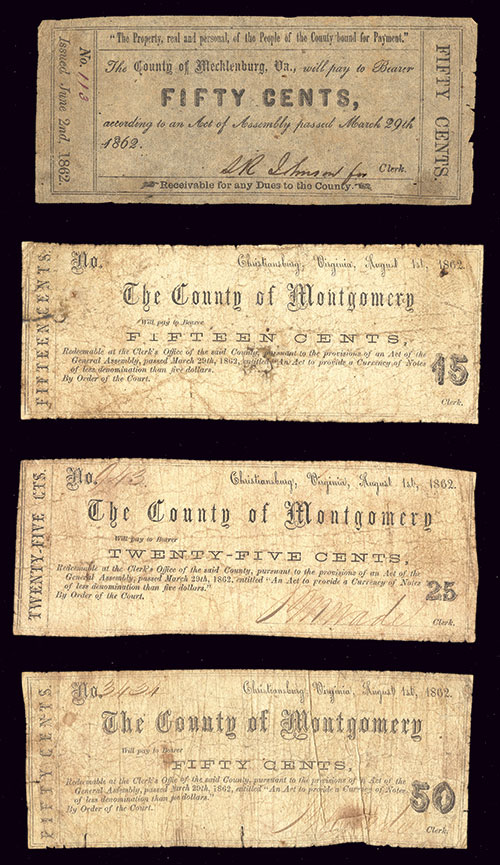 "The Property, real and personal, of the People of the County bound for Payment."
The County of Mecklenburg, Va., will pay to Bearer
FIFTY CENTS,
according to an Act of Assembly passed March 29th
1862.
Johnson for Clerk.
Receivable for any Dues to the County.
No. 113
Issued June 2nd, 1862
FIFTY CENTS.
FIFTEEN CENTS.
No.
Christiansburg, Virginia, August 1st, 1862.
The County of Montgomery
Will pay to Bearer
FIFTEEN CENTS,
Redeemable at the Clerk's Office of the said County, pursuant to the provisions of an Act of the
General Assembly, passed March 29th, 1862, entitled "An Act to provide a Currency of Notes
of less denomination than five dollars.
By Order of the Court.
15
Clerk.
TWENTY-FIVE CTS.
No.
Christiansburg, Virginia, August 1st, 1862.
The County of Montgomery
Will pay to Bearer
TWENTY-FIVE CENTS,
Redeemable at the Clerk's Office of the said County, pursuant to the provisions of an Act of the
General Assembly, passed March 29th, 1862, entitled "An Act to provide a Currency of Notes
of less denomination than five dollars."
By Order of the Court.
25
Wade
Clerk.
FIFTY CENTS.
No. 2424
Christiansburg, Virginia, August 1st, 1862.
The County of Montgomery
Will pay to Bearer
FIFTY CENTS,
Redeemable at the Clerk's Office of the said County, pursuant to the provisions of an Act of the
General Assembly, passed March 29th, 1862, entitled "An Act to provide a Currency of Notes
of less denomination than five dollars."
By Order of the Court.
50
Clerk.